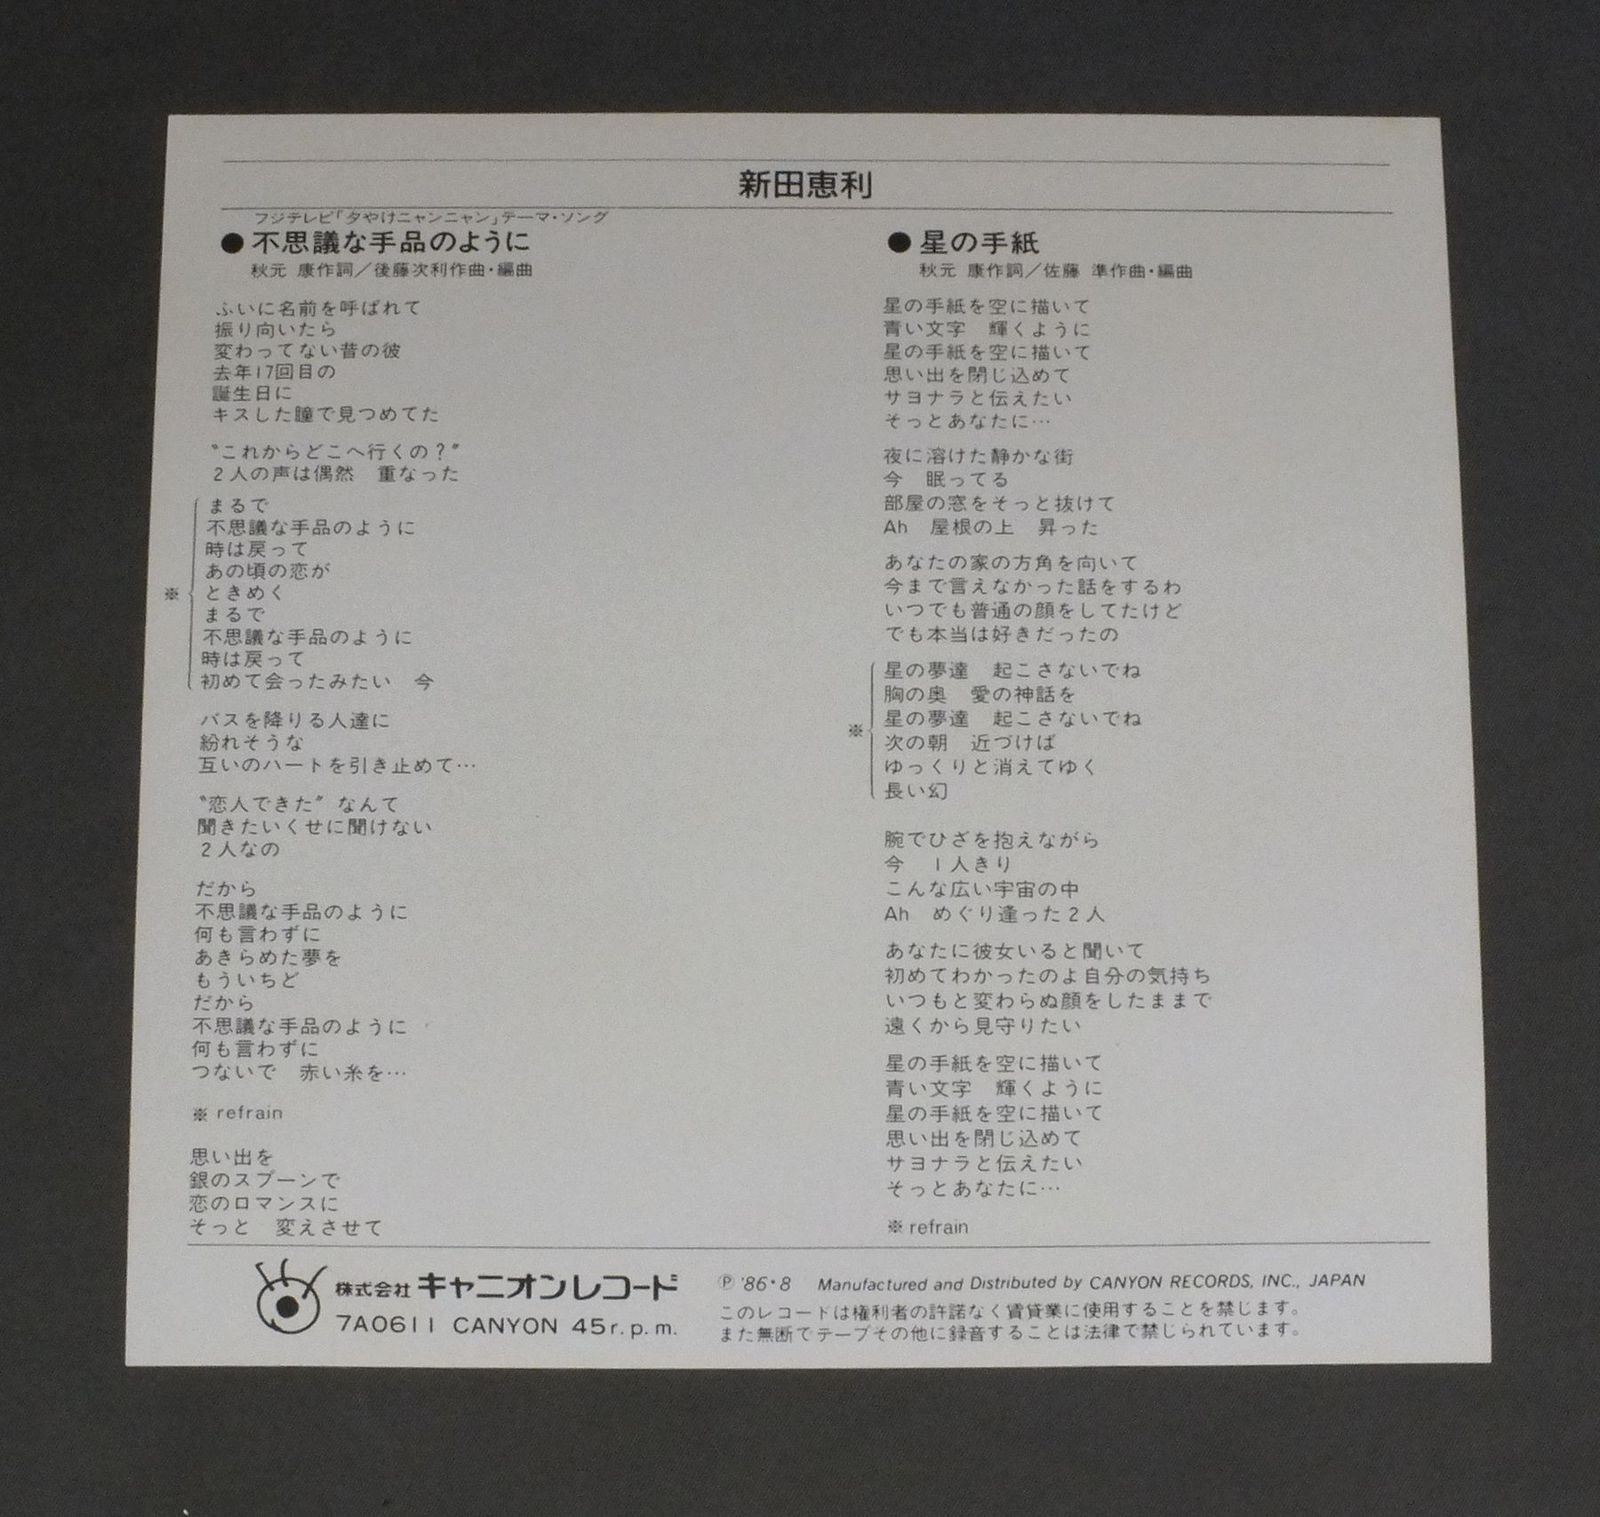 新田恵利
フジテレビ「夕やけニャンニャン」テーマ・ソング
●不思議な手品のように
秋元 康作詞／後藤次利作曲・編曲
ふいに名前を呼ばれて
振り向いたら
変わってない昔の彼
去年17回目の
誕生日に
キスした瞳で見つめてた
〝これからどこへ行くの？〟
2人の声は偶然　重なった
まるで
不思議な手品のように
時は戻って
あの頃の恋が
※ ときめく
まるで
不思議な手品のように
時は戻って
初めて会ったみたい　今
バスを降りる人達に
紛れそうな
互いのハートを引き止めて…
〝恋人できた〟なんて
聞きたいくせに聞けない
2人なの
だから
不思議な手品のように
何も言わずに
あきらめた夢を
もういちど
だから
不思議な手品のように
何も言わずに
つないで　赤い糸を…
※ refrain
思い出を
銀のスプーンで
恋のロマンスに
そっと　変えさせて
●星の手紙
秋元 康作詞／佐藤 準作曲・編曲
星の手紙を空に描いて
青い文字　輝くように
星の手紙を空に描いて
思い出を閉じ込めて
サヨナラと伝えたい
そっとあなたに…
夜に溶けた静かな街
今　眠ってる
部屋の窓をそっと抜けて
Ah　屋根の上　昇った
あなたの家の方角を向いて
今まで言えなかった話をするわ
いつでも普通の顔をしてたけど
でも本当は好きだったの
星の夢達　起こさないでね
胸の奥　愛の神話を
星の夢達　起こさないでね
※ 次の朝　近づけば
ゆっくりと消えてゆく
長い幻
腕でひざを抱えながら
今　1人きり
こんな広い宇宙の中
Ah　めぐり逢った2人
あなたに彼女いると聞いて
初めてわかったのよ自分の気持ち
いつもと変わらぬ顔をしたままで
遠くから見守りたい
星の手紙を空に描いて
青い文字　輝くように
星の手紙を空に描いて
思い出を閉じ込めて
サヨナラと伝えたい
そっとあなたに…
※ refrain
株式会社 キャニオンレコード
7A0611 CANYON 45r.p.m.
Ⓟ '86・8 Manufactured and Distributed by CANYON RECORDS, INC., JAPAN
このレコードは権利者の許諾なく賃貸業に使用することを禁じます。
また無断でテープその他に録音することは法律で禁じられています。